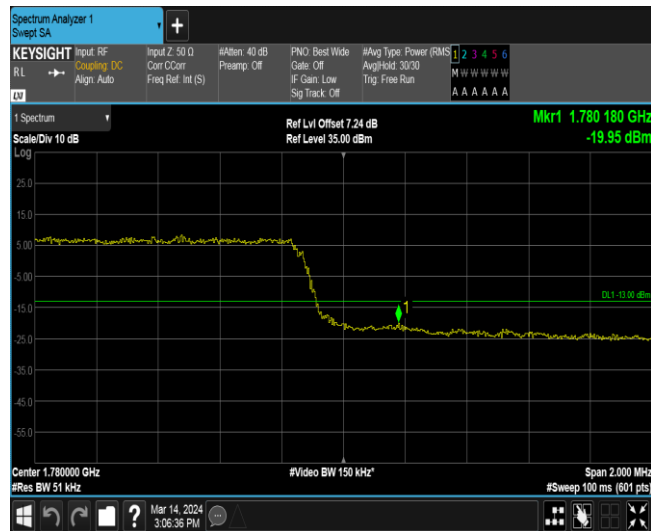 Spectrum Analyzer 1
Swept SA
+
KEYSIGHT
RL
LXI
Input: RF
Coupling: DC
Align: Auto
Input Z: 50 Ω
Corr CCorr
Freq Ref: Int (S)
#Atten: 40 dB
Preamp: Off
PNO: Best Wide
Gate: Off
IF Gain: Low
Sig Track: Off
#Avg Type: Power (RMS
Avg|Hold: 30/30
Trig: Free Run
1 2 3 4 5 6
M W W W W W
A A A A A A
1 Spectrum
Scale/Div 10 dB
Log
Ref Lvl Offset 7.24 dB
Ref Level 35.00 dBm
Mkr1 1.780 180 GHz
-19.95 dBm
25.0
15.0
5.00
-5.00
DL1 -13.00 dBm
1
-15.0
-25.0
-35.0
-45.0
-55.0
Center 1.780000 GHz
#Res BW 51 kHz
#Video BW 150 kHz*
Span 2.000 MHz
#Sweep 100 ms (601 pts)
?
Mar 14, 2024
3:06:36 PM